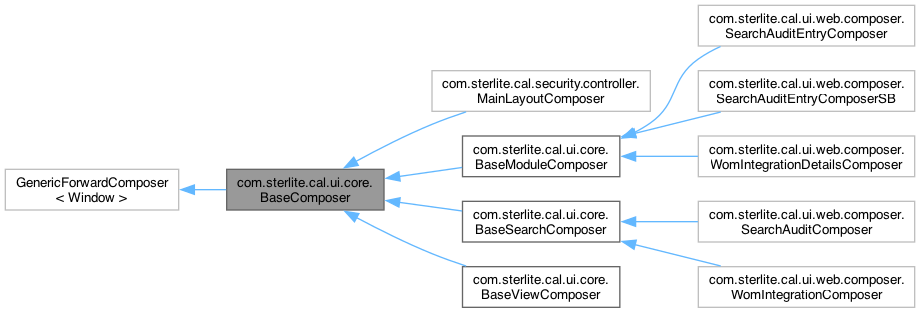 com.sterlite.cal.ui.web.composer.
SearchAuditEntryComposer
com.sterlite.cal.security.controller.
MainLayoutComposer
com.sterlite.cal.ui.web.composer.
SearchAuditEntryComposerSB
com.sterlite.cal.ui.core.
BaseModuleComposer
com.sterlite.cal.ui.web.composer.
WomIntegrationDetailsComposer
GenericForwardComposer
< Window >
com.sterlite.cal.ui.core.
BaseComposer
com.sterlite.cal.ui.core.
BaseSearchComposer
com.sterlite.cal.ui.web.composer.
SearchAuditComposer
com.sterlite.cal.ui.core.
BaseViewComposer
com.sterlite.cal.ui.web.composer.
WomIntegrationComposer